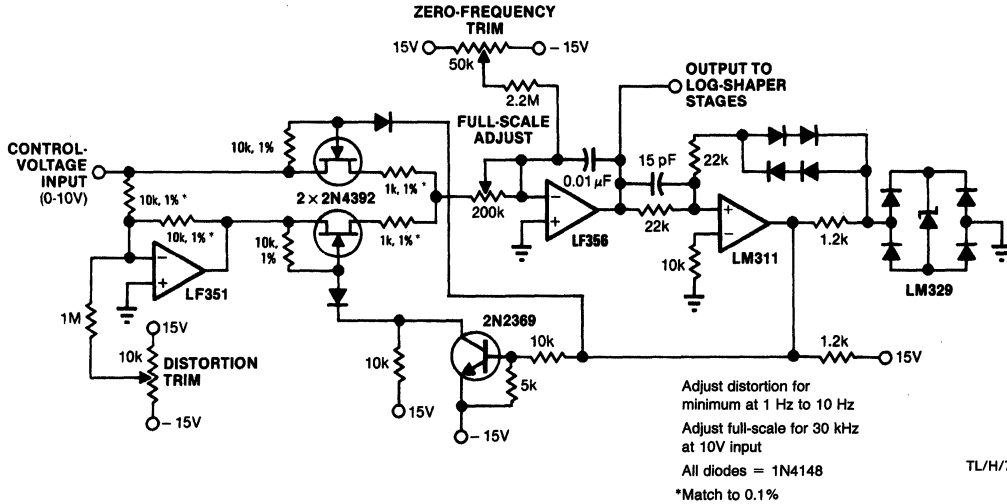 ZERO-FREQUENCY
TRIM
15V
– 15V
50k
2.2M
OUTPUT TO
LOG-SHAPER
STAGES
FULL-SCALE
ADJUST
CONTROL-
VOLTAGE
INPUT
(0-10V)
10k, 1%
1k, 1% *
2 × 2N4392
10k, 1% *
10k, 1% *
10k,
1%
1k, 1% *
200k
0.01 µF
15 pF
22k
22k
–
+
LF356
–
+
LM311
10k
1.2k
LM329
–
+
LF351
1M
15V
10k
DISTORTION
TRIM
– 15V
10k
15V
2N2369
10k
5k
– 15V
1.2k
15V
Adjust distortion for
minimum at 1 Hz to 10 Hz
Adjust full-scale for 30 kHz
at 10V input
All diodes = 1N4148
*Match to 0.1%
TL/H/7